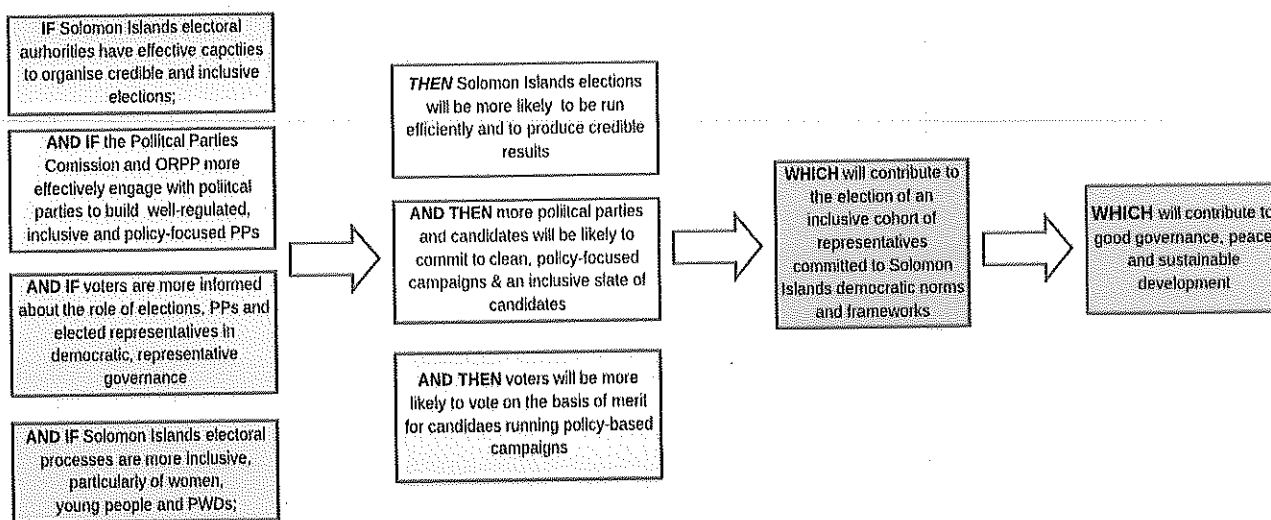 IF Solomon Islands electoral
aurhorities have effective capctiies
to organise credible and inclusive
elections;
AND IF the Poliitcal Parties
Comission and ORPP more
effectively engage with poliitcal
parties to build well-regulated,
inclusive and policy-focused PPs
AND IF voters are more informed
about the role of elections, PPs and
elected representatives in
democratic, representative
governance
AND IF Solomon Islands electoral
processes are more inclusive,
particularly of women,
young people and PWDs;
THEN Solomon Islands elections
will be more likely to be run
efficiently and to produce credible
results
AND THEN more poliitcal parties
and candidates will be likely to
commit to clean, policy-focused
campaigns & an inclusive slate of
candidates
AND THEN voters will be more
likely to vote on the basis of merit
for candidaes running policy-based
campaigns
WHICH will contribute to
the election of an
inclusive cohort of
representatives
committed to Solomon
Islands democratic norms
and frameworks
WHICH will contribute to
good governance, peace
and sustainable
development